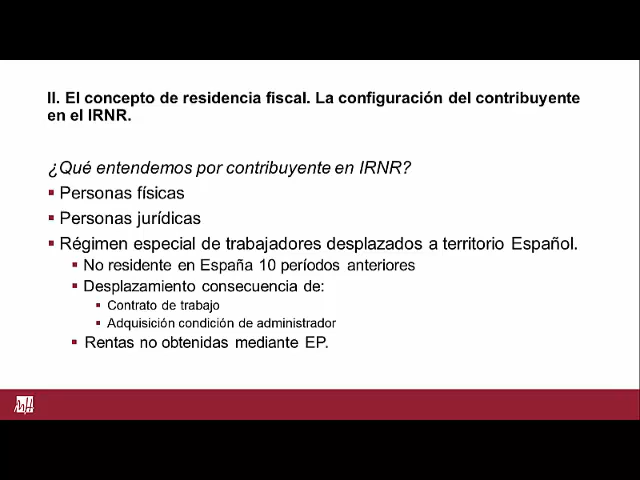 II. El concepto de residencia fiscal. La configuración del contribuyente
en el IRNR.
¿Qué entendemos por contribuyente en IRNR?
Personas físicas
Personas jurídicas
Régimen especial de trabajadores desplazados a territorio Español.
No residente en España 10 períodos anteriores
Desplazamiento consecuencia de:
Contrato de trabajo
Adquisición condición de administrador
Rentas no obtenidas mediante EP.